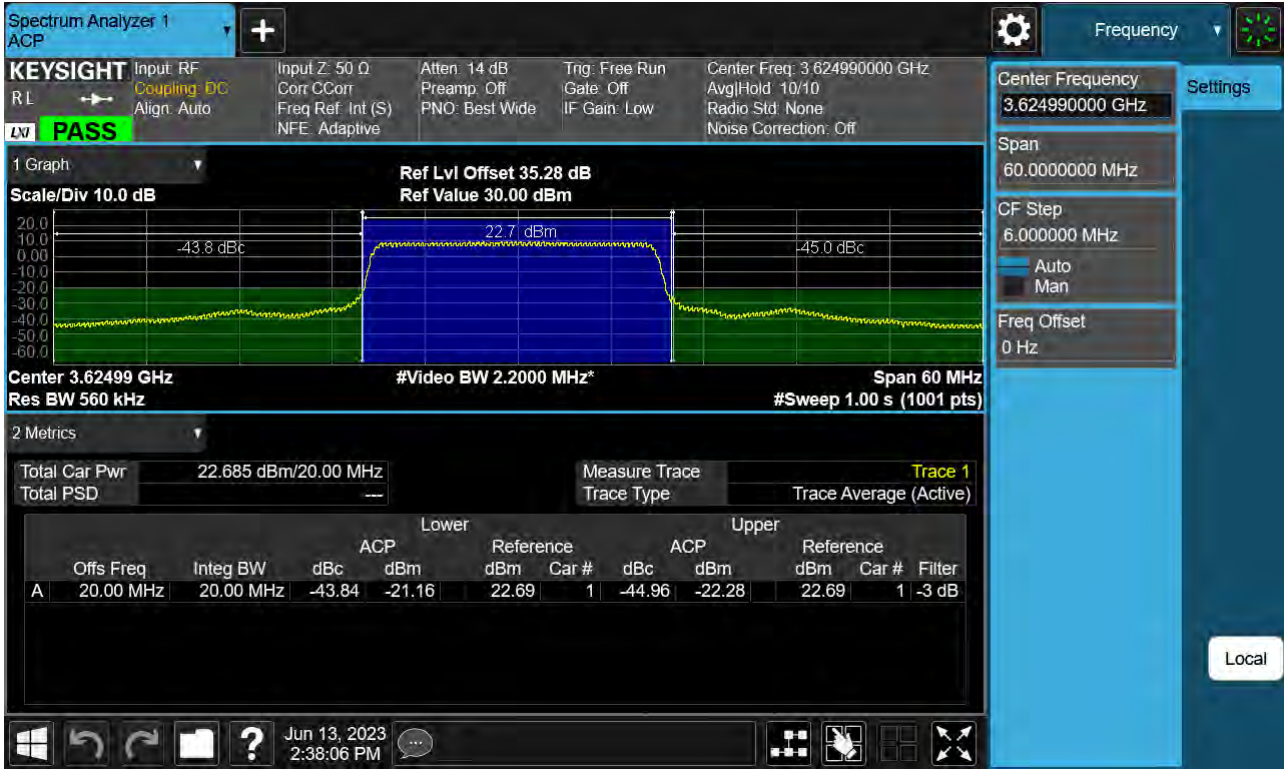 Spectrum Analyzer 1
ACP
+
Frequency
KEYSIGHT
RL
LXI
PASS
Input: RF
Coupling: DC
Align: Auto
Input Z: 50 Ω
Corr CCorr
Freq Ref: Int (S)
NFE: Adaptive
Atten: 14 dB
Preamp: Off
PNO: Best Wide
Trig: Free Run
Gate: Off
IF Gain: Low
Center Freq: 3.624990000 GHz
Avg|Hold: 10/10
Radio Std: None
Noise Correction: Off
Center Frequency
3.624990000 GHz
Settings
Span
60.0000000 MHz
CF Step
6.000000 MHz
Auto
Man
Freq Offset
0 Hz
1 Graph
Scale/Div 10.0 dB
Ref Lvl Offset 35.28 dB
Ref Value 30.00 dBm
20.0
10.0
0.00
-10.0
-20.0
-30.0
-40.0
-50.0
-60.0
-43.8 dBc
22.7 dBm
-45.0 dBc
Center 3.62499 GHz #Video BW 2.2000 MHz* Span 60 MHz
Res BW 560 kHz #Sweep 1.00 s (1001 pts)
2 Metrics
Total Car Pwr 22.685 dBm/20.00 MHz
Total PSD ---
Measure Trace Trace 1
Trace Type Trace Average (Active)
Lower Upper
ACP Reference ACP Reference
Offs Freq Integ BW dBc dBm dBm Car # dBc dBm dBm Car # Filter
A 20.00 MHz 20.00 MHz -43.84 -21.16 22.69 1 -44.96 -22.28 22.69 1 -3 dB
Local
?
Jun 13, 2023
2:38:06 PM